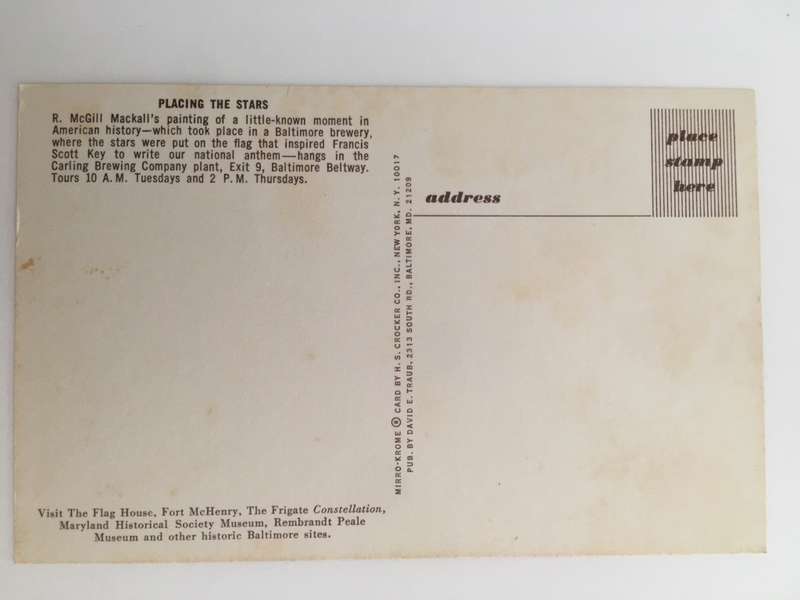 PLACING THE STARS
R. McGill Mackall's painting of a little-known moment in
American history—which took place in a Baltimore brewery,
where the stars were put on the flag that inspired Francis
Scott Key to write our national anthem—hangs in the
Carling Brewing Company plant, Exit 9, Baltimore Beltway.
Tours 10 A.M. Tuesdays and 2 P.M. Thursdays.
Visit The Flag House, Fort McHenry, The Frigate Constellation,
Maryland Historical Society Museum, Rembrandt Peale
Museum and other historic Baltimore sites.
MIRRO-KROME ® CARD BY H. S. CROCKER CO., INC., NEW YORK, N.Y. 10017
PUB. BY DAVID E. TRAUB, 2313 SOUTH RD., BALTIMORE, MD. 21209
address
place
stamp
here